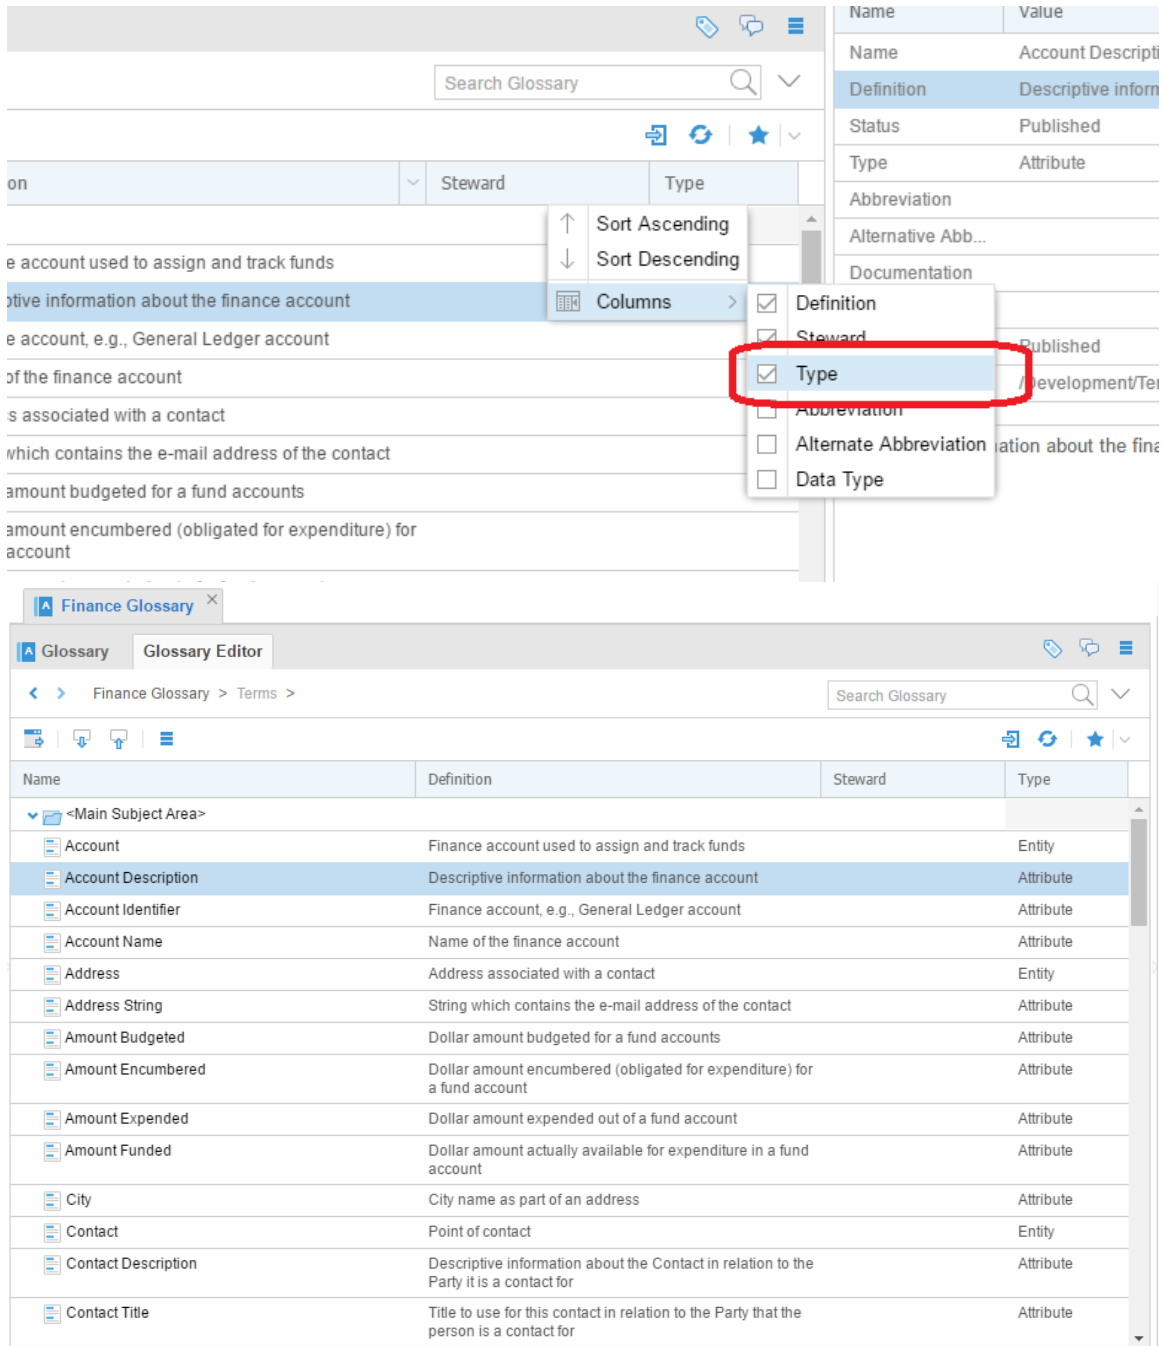 Name Value
Search Glossary
Name Account Descripti
Definition Descriptive inform
Status Published
Type Attribute
Abbreviation
Alternative Abb...
Documentation
Published
/Development/Ter
ation about the fina
on Steward Type
Sort Ascending
Sort Descending
Columns
Definition
Steward
Type
Abbreviation
Alternate Abbreviation
Data Type
e account used to assign and track funds
ptive information about the finance account
e account, e.g., General Ledger account
of the finance account
s associated with a contact
which contains the e-mail address of the contact
amount budgeted for a fund accounts
amount encumbered (obligated for expenditure) for
account
A Finance Glossary ×
A Glossary Glossary Editor
Finance Glossary > Terms >
Search Glossary
Name Definition Steward Type
<Main Subject Area>
Account Finance account used to assign and track funds Entity
Account Description Descriptive information about the finance account Attribute
Account Identifier Finance account, e.g., General Ledger account Attribute
Account Name Name of the finance account Attribute
Address Address associated with a contact Entity
Address String String which contains the e-mail address of the contact Attribute
Amount Budgeted Dollar amount budgeted for a fund accounts Attribute
Amount Encumbered Dollar amount encumbered (obligated for expenditure) for Attribute
a fund account
Amount Expended Dollar amount expended out of a fund account Attribute
Amount Funded Dollar amount actually available for expenditure in a fund Attribute
account
City City name as part of an address Attribute
Contact Point of contact Entity
Contact Description Descriptive information about the Contact in relation to the Attribute
Party it is a contact for
Contact Title Title to use for this contact in relation to the Party that the Attribute
person is a contact for